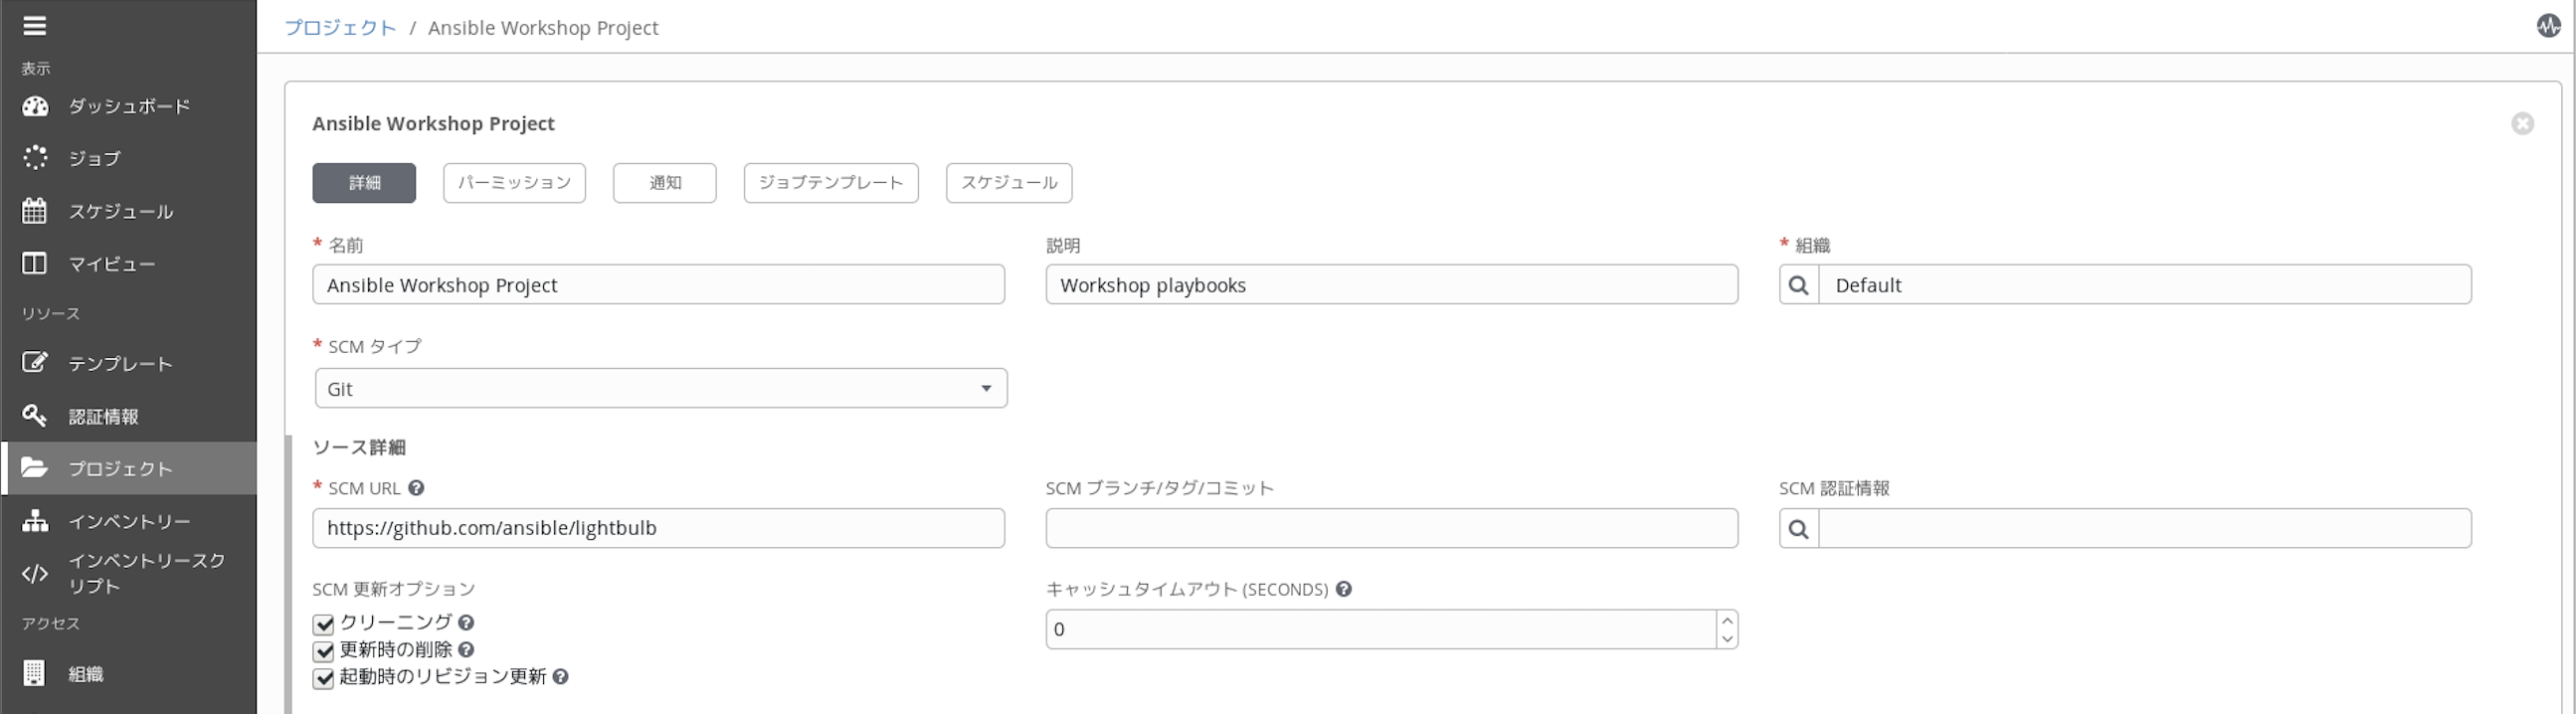 プロジェクト / Ansible Workshop Project
表示
ダッシュボード
ジョブ
スケジュール
マイビュー
リソース
テンプレート
認証情報
プロジェクト
インベントリー
インベントリースク
リプト
アクセス
組織
Ansible Workshop Project
詳細 パーミッション 通知 ジョブテンプレート スケジュール
* 名前 説明 * 組織
Ansible Workshop Project Workshop playbooks Default
* SCM タイプ
Git
ソース詳細
* SCM URL SCM ブランチ/タグ/コミット SCM 認証情報
https://github.com/ansible/lightbulb
SCM 更新オプション キャッシュタイムアウト (SECONDS)
クリーニング
0
更新時の削除
起動時のリビジョン更新